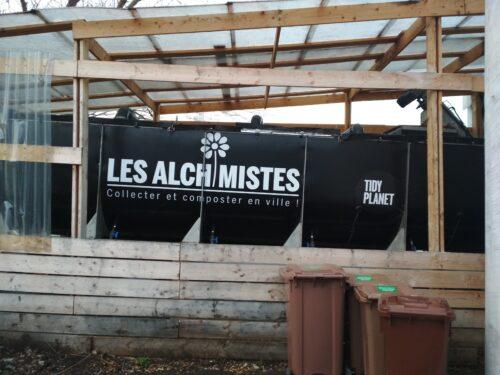 LES ALCHIMISTES
Collecter et composter en ville !
TIDY
PLANET